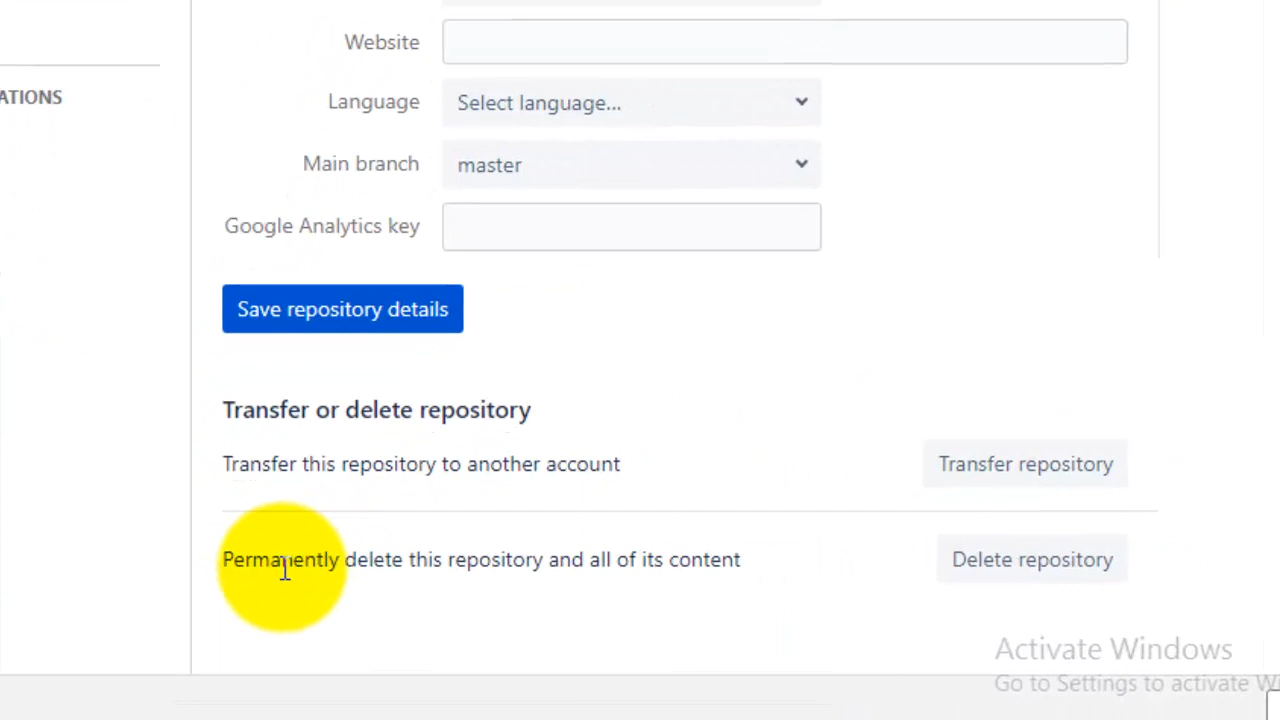 Website
ATIONS
Language Select language...
Main branch master
Google Analytics key
Save repository details
Transfer or delete repository
Transfer this repository to another account Transfer repository
Permanently delete this repository and all of its content Delete repository
Activate Windows
Go to Settings to activate Wi